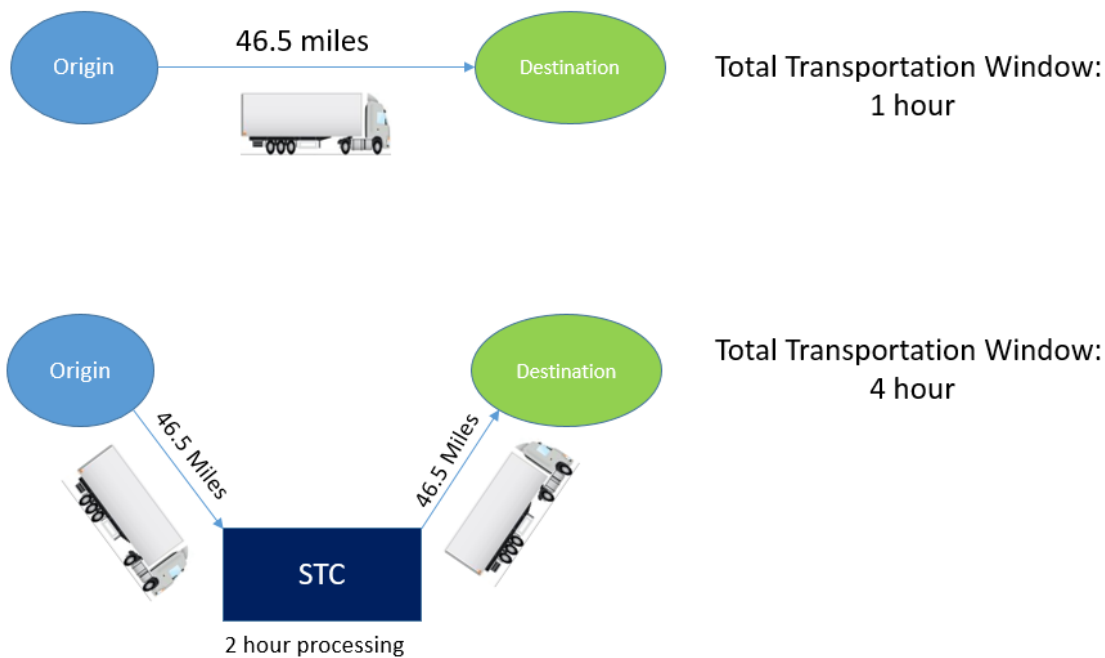 46.5 miles
Origin
Destination
Total Transportation Window:
1 hour
Origin
Destination
Total Transportation Window:
4 hour
46.5 Miles
46.5 Miles
STC
2 hour processing